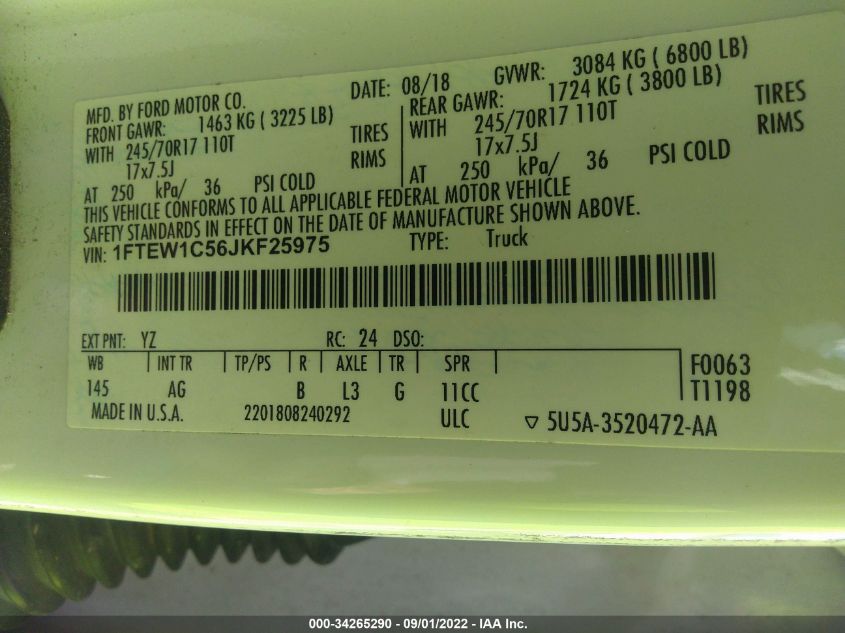 MFD. BY FORD MOTOR CO.
DATE: 08/18
GVWR: 3084 KG ( 6800 LB)
FRONT GAWR: 1463 KG ( 3225 LB)
WITH 245/70R17 110T TIRES
17x7.5J RIMS
AT 250 kPa/ 36 PSI COLD
REAR GAWR: 1724 KG ( 3800 LB)
WITH 245/70R17 110T TIRES
17x7.5J RIMS
AT 250 kPa/ 36 PSI COLD
THIS VEHICLE CONFORMS TO ALL APPLICABLE FEDERAL MOTOR VEHICLE
SAFETY STANDARDS IN EFFECT ON THE DATE OF MANUFACTURE SHOWN ABOVE.
VIN: 1FTEW1C56JKF25975 TYPE: Truck
EXT PNT: YZ RC: 24 DSO:
WB INT TR TP/PS R AXLE TR SPR F0063
145 AG B L3 G 11CC T1198
MADE IN U.S.A. 2201808240292 ULC ▽ 5U5A-3520472-AA
000-34265290 - 09/01/2022 - IAA Inc.